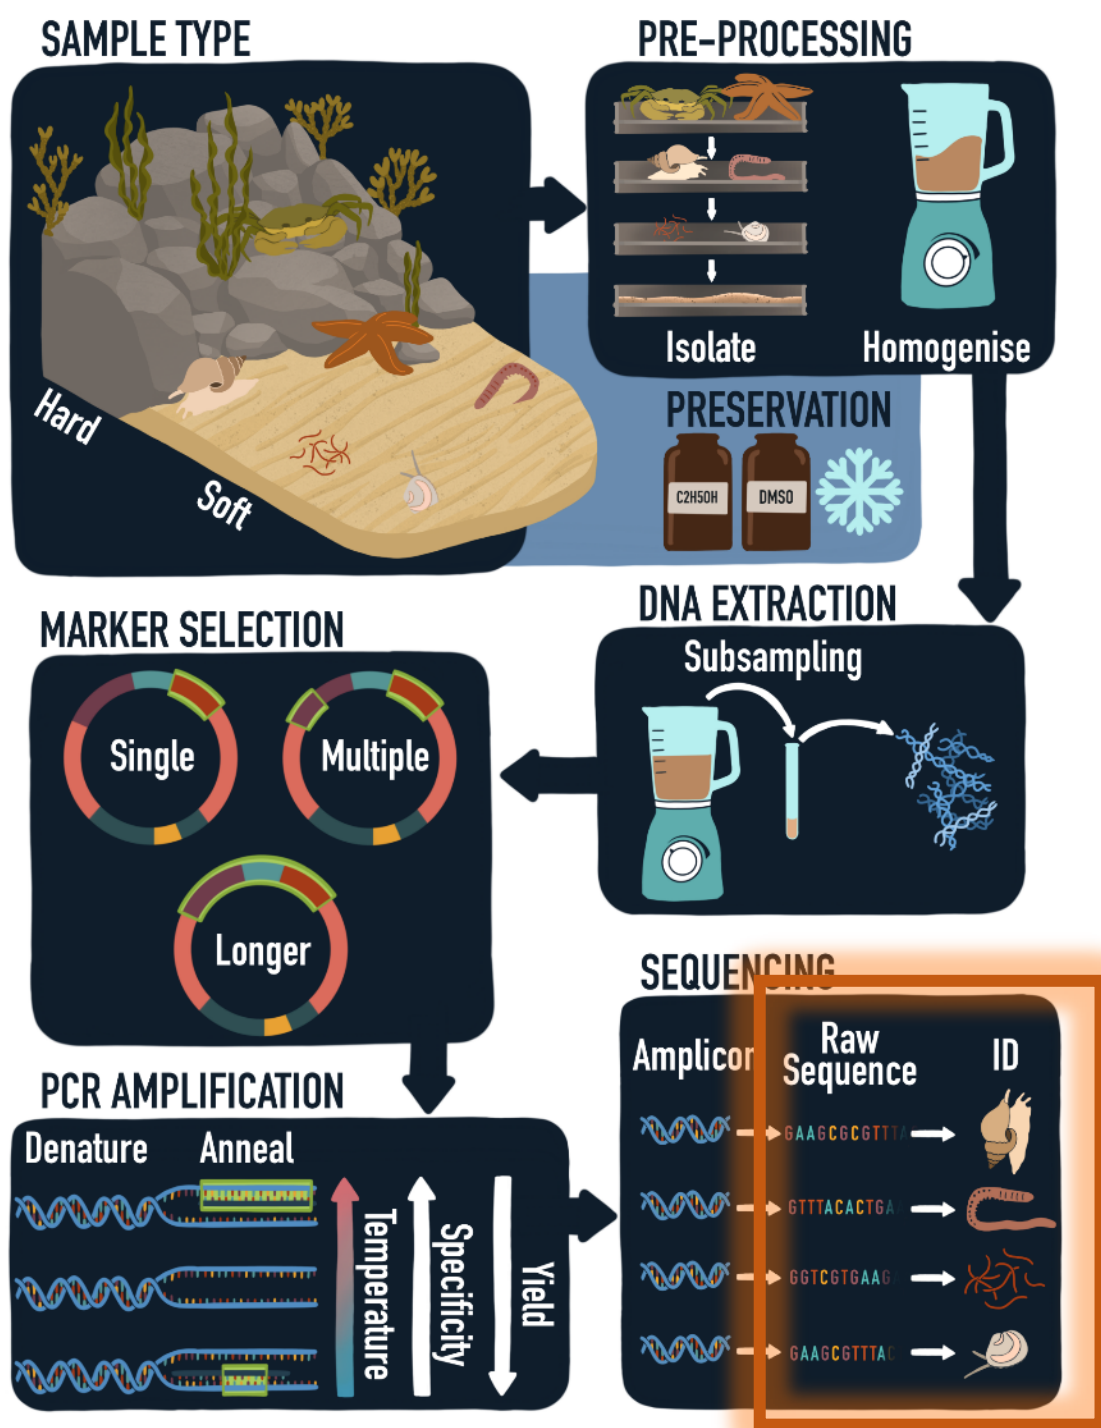 SAMPLE TYPE
Hard
Soft
PRE-PROCESSING
Isolate
Homogenise
PRESERVATION
C2H5OH
DMSO
DNA EXTRACTION
Subsampling
MARKER SELECTION
Single
Multiple
Longer
PCR AMPLIFICATION
Denature
Anneal
Temperature
Specificity
Yield
SEQUENCING
Amplicon
Raw
Sequence
ID
GAAGCGCGTTTA
GTTTACACTGA
GGTCGTGAAG
GAAGCGTTTAC